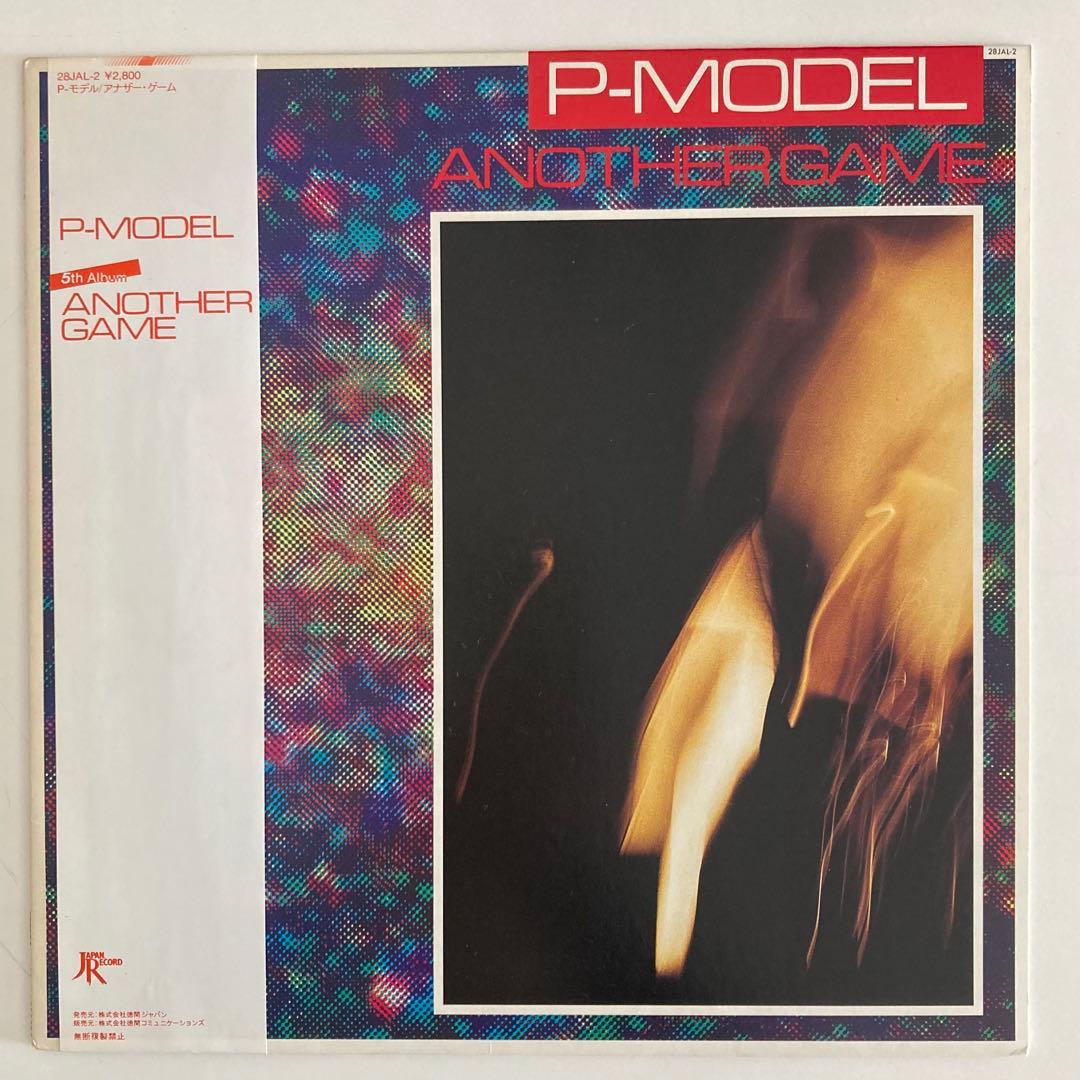 28JAL-2 ¥2,800
P-モデル/アナザー・ゲーム
P-MODEL
5th Album
ANOTHER
GAME
JAPAN
RECORD
発売元:株式会社徳間ジャパン
販売元:株式会社徳間コミュニケーションズ
無断複製禁止
28JAL-2
P-MODEL
ANOTHER GAME